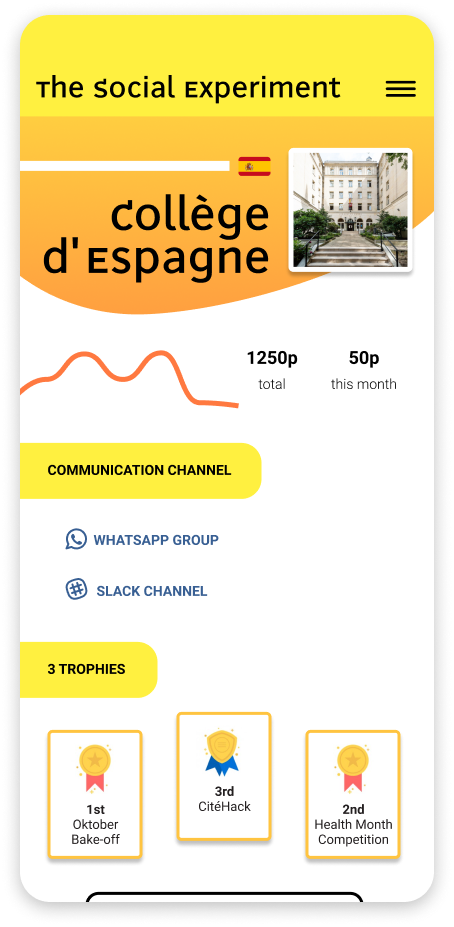 The Social Experiment
Collège
d'Espagne
1250p
total
50p
this month
COMMUNICATION CHANNEL
WHATSAPP GROUP
SLACK CHANNEL
3 TROPHIES
1st
Oktober
Bake-off
3rd
CitéHack
2nd
Health Month
Competition